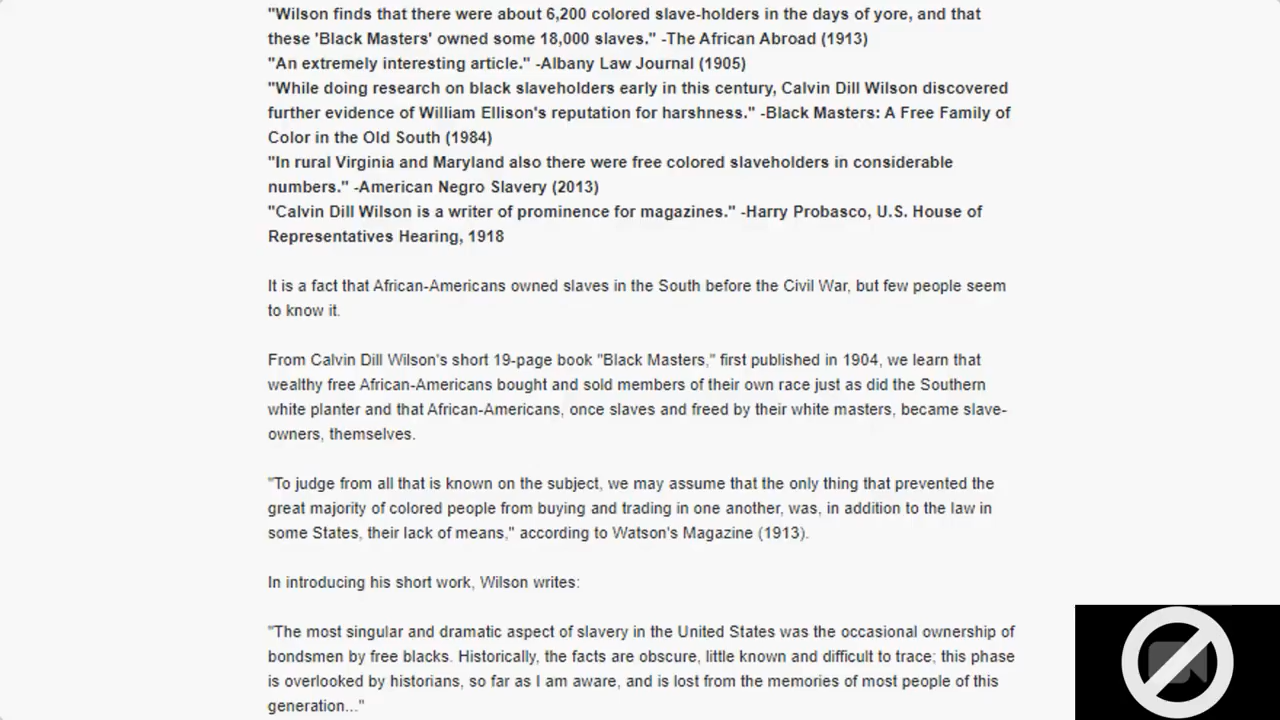 "Wilson finds that there were about 6,200 colored slave-holders in the days of yore, and that
these 'Black Masters' owned some 18,000 slaves." -The African Abroad (1913)
"An extremely interesting article." -Albany Law Journal (1905)
"While doing research on black slaveholders early in this century, Calvin Dill Wilson discovered
further evidence of William Ellison's reputation for harshness." -Black Masters: A Free Family of
Color in the Old South (1984)
"In rural Virginia and Maryland also there were free colored slaveholders in considerable
numbers." -American Negro Slavery (2013)
"Calvin Dill Wilson is a writer of prominence for magazines." -Harry Probasco, U.S. House of
Representatives Hearing, 1918
It is a fact that African-Americans owned slaves in the South before the Civil War, but few people seem
to know it.
From Calvin Dill Wilson's short 19-page book "Black Masters," first published in 1904, we learn that
wealthy free African-Americans bought and sold members of their own race just as did the Southern
white planter and that African-Americans, once slaves and freed by their white masters, became slave-
owners, themselves.
"To judge from all that is known on the subject, we may assume that the only thing that prevented the
great majority of colored people from buying and trading in one another, was, in addition to the law in
some States, their lack of means," according to Watson's Magazine (1913).
In introducing his short work, Wilson writes:
"The most singular and dramatic aspect of slavery in the United States was the occasional ownership of
bondsmen by free blacks. Historically, the facts are obscure, little known and difficult to trace; this phase
is overlooked by historians, so far as I am aware, and is lost from the memories of most people of this
generation..."